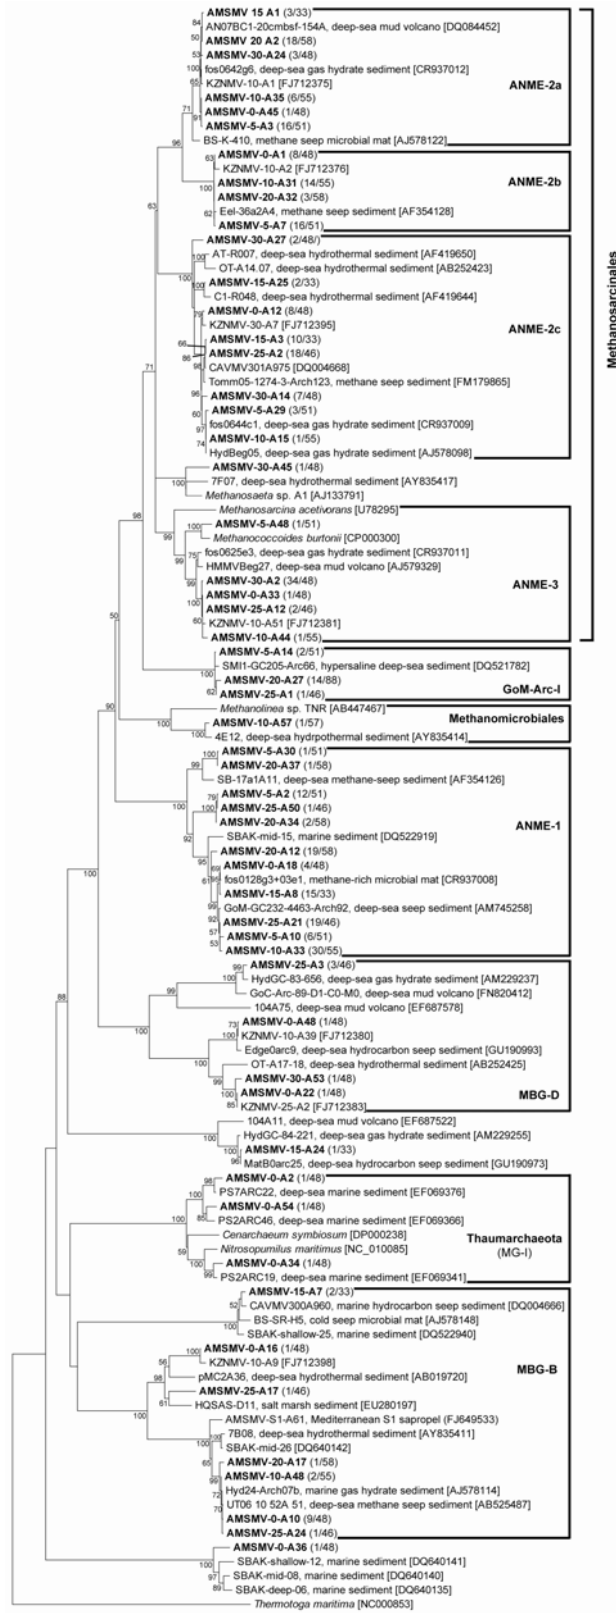 AMSMV 15 A1 (3/33)
AN07BC1-20cmbsf-154A, deep-sea mud volcano [DQ084452]
AMSMV 20 A2 (18/58)
AMSMV-30-A24 (3/48)
fos0642g6, deep-sea gas hydrate sediment [CR937012]
KZNMV-10-A1 [FJ712375]
AMSMV-10-A35 (6/55)
AMSMV-0-A45 (1/48)
AMSMV-5-A3 (16/51)
BS-K-410, methane seep microbial mat [AJ578122]
ANME-2a
AMSMV-0-A1 (8/48)
KZNMV-10-A2 [FJ712376]
AMSMV-10-A31 (14/55)
AMSMV-20-A32 (3/58)
Eel-36a2A4, methane seep sediment [AF354128]
AMSMV-5-A7 (16/51)
ANME-2b
AMSMV-30-A27 (2/48/)
AT-R007, deep-sea hydrothermal sediment [AF419650]
OT-A14.07, deep-sea hydrothermal sediment [AB252423]
AMSMV-15-A25 (2/33)
C1-R048, deep-sea hydrothermal sediment [AF419644]
AMSMV-0-A12 (8/48)
KZNMV-30-A7 [FJ712395]
AMSMV-15-A3 (10/33)
AMSMV-25-A2 (18/46)
CAVMV301A975 [DQ004668]
Tomm05-1274-3-Arch123, methane seep sediment [FM179865]
AMSMV-30-A14 (7/48)
AMSMV-5-A29 (3/51)
fos0644c1, deep-sea gas hydrate sediment [CR937009]
AMSMV-10-A15 (1/55)
HydBeg05, deep-sea gas hydrate sediment [AJ578098]
ANME-2c
AMSMV-30-A45 (1/48)
7F07, deep-sea hydrothermal sediment [AY835417]
Methanosaeta sp. A1 [AJ133791]
Methanosarcina acetivorans [U78295]
AMSMV-5-A48 (1/51)
Methanococcoides burtonii [CP000300]
fos0625e3, deep-sea gas hydrate sediment [CR937011]
HMMVBeg27, deep-sea mud volcano [AJ579329]
AMSMV-30-A2 (34/48)
AMSMV-0-A33 (1/48)
AMSMV-25-A12 (2/46)
KZNMV-10-A51 [FJ712381]
AMSMV-10-A44 (1/55)
ANME-3
Methanosarcinales
AMSMV-5-A14 (2/51)
SMI1-GC205-Arc66, hypersaline deep-sea sediment [DQ521782]
AMSMV-20-A27 (14/88)
AMSMV-25-A1 (1/46)
GoM-Arc-I
Methanolinea sp. TNR [AB447467]
AMSMV-10-A57 (1/57)
4E12, deep-sea hydrpothermal sediment [AY835414]
Methanomicrobiales
AMSMV-5-A30 (1/51)
AMSMV-20-A37 (1/58)
SB-17a1A11, deep-sea methane-seep sediment [AF354126]
AMSMV-5-A2 (12/51)
AMSMV-25-A50 (1/46)
AMSMV-20-A34 (2/58)
SBAK-mid-15, marine sediment [DQ522919]
AMSMV-20-A12 (19/58)
AMSMV-0-A18 (4/48)
fos0128g3+03e1, methane-rich microbial mat [CR937008]
AMSMV-15-A8 (15/33)
GoM-GC232-4463-Arch92, deep-sea seep sediment [AM745258]
AMSMV-25-A21 (19/46)
AMSMV-5-A10 (6/51)
AMSMV-10-A33 (30/55)
ANME-1
AMSMV-25-A3 (3/46)
HydGC-83-656, deep-sea gas hydrate sediment [AM229237]
GoC-Arc-89-D1-C0-M0, deep-sea mud volcano [FN820412]
104A75, deep-sea mud volcano [EF687578]
AMSMV-0-A48 (1/48)
KZNMV-10-A39 [FJ712380]
Edge0arc9, deep-sea hydrocarbon seep sediment [GU190993]
OT-A17-18, deep-sea hydrothermal sediment [AB252425]
AMSMV-30-A53 (1/48)
AMSMV-0-A22 (1/48)
KZNMV-25-A2 [FJ712383]
MBG-D
104A11, deep-sea mud volcano [EF687522]
HydGC-84-221, deep-sea gas hydrate sediment [AM229255]
AMSMV-15-A24 (1/33)
MatB0arc25, deep-sea hydrocarbon seep sediment [GU190973]
AMSMV-0-A2 (1/48)
PS7ARC22, deep-sea marine sediment [EF069376]
AMSMV-0-A54 (1/48)
PS2ARC46, deep-sea marine sediment [EF069366]
Cenarchaeum symbiosum [DP000238]
Nitrosopumilus maritimus [NC_010085]
AMSMV-0-A34 (1/48)
PS2ARC19, deep-sea marine sediment [EF069341]
Thaumarchaeota
(MG-I)
AMSMV-15-A7 (2/33)
CAVMV300A960, marine hydrocarbon seep sediment [DQ004666]
BS-SR-H5, cold seep microbial mat [AJ578148]
SBAK-shallow-25, marine sediment [DQ522940]
AMSMV-0-A16 (1/48)
KZNMV-10-A9 [FJ712398]
pMC2A36, deep-sea hydrothermal sediment [AB019720]
AMSMV-25-A17 (1/46)
HQSAS-D11, salt marsh sediment [EU280197]
AMSMV-S1-A61, Mediterranean S1 sapropel (FJ649533)
7B08, deep-sea hydrothermal sediment [AY835411]
SBAK-mid-26 [DQ640142]
AMSMV-20-A17 (1/58)
AMSMV-10-A48 (2/55)
Hyd24-Arch07b, marine gas hydrate sediment [AJ578114]
UT06 10 52A 51, deep-sea methane seep sediment [AB525487]
AMSMV-0-A10 (9/48)
AMSMV-25-A24 (1/46)
MBG-B
AMSMV-0-A36 (1/48)
SBAK-shallow-12, marine sediment [DQ640141]
SBAK-mid-08, marine sediment [DQ640140]
SBAK-deep-06, marine sediment [DQ640135]
Thermotoga maritima [NC000853]